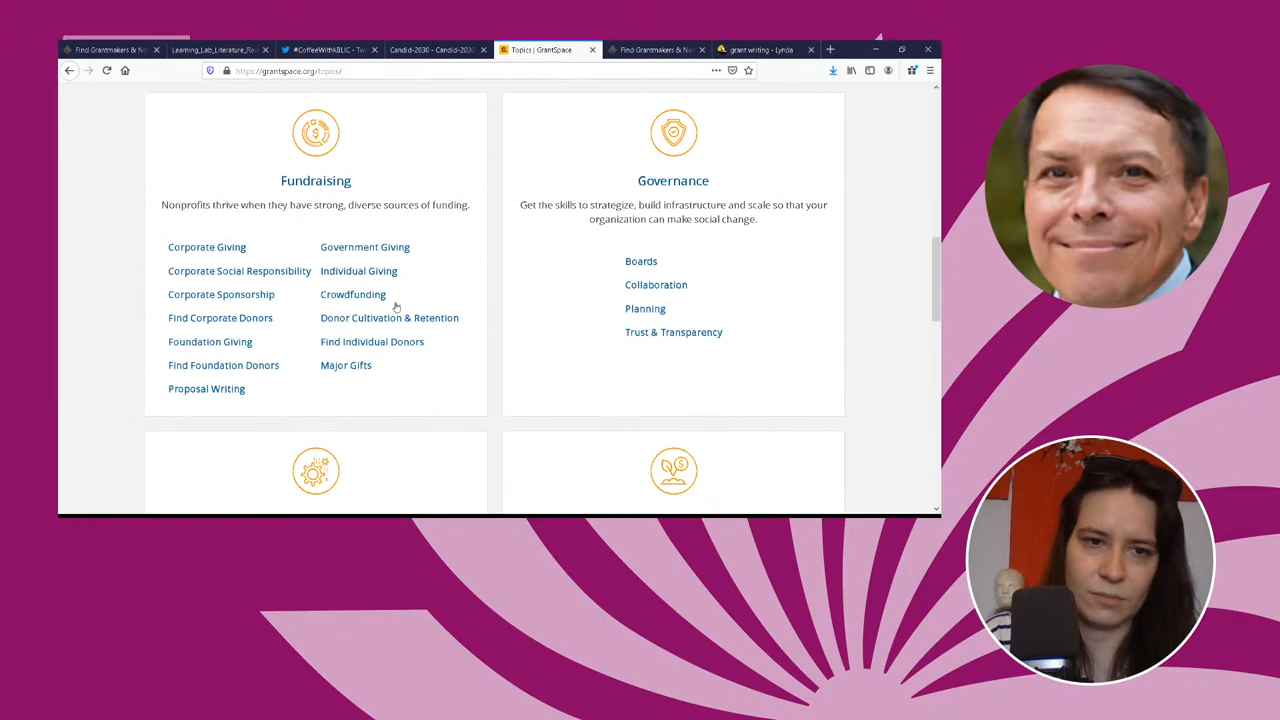 Find Grantmakers & No
Learning_Lab_Literature_Re
#CoffeeWithKBLIC - Tw
Candid-2030 - Candid-2030
Topics | GrantSpace
Find Grantmakers & No
grant writing - Lynda
https://grantspace.org/topics/
Fundraising
Nonprofits thrive when they have strong, diverse sources of funding.
Corporate Giving
Corporate Social Responsibility
Corporate Sponsorship
Find Corporate Donors
Foundation Giving
Find Foundation Donors
Proposal Writing
Government Giving
Individual Giving
Crowdfunding
Donor Cultivation & Retention
Find Individual Donors
Major Gifts
Governance
Get the skills to strategize, build infrastructure and scale so that your
organization can make social change.
Boards
Collaboration
Planning
Trust & Transparency